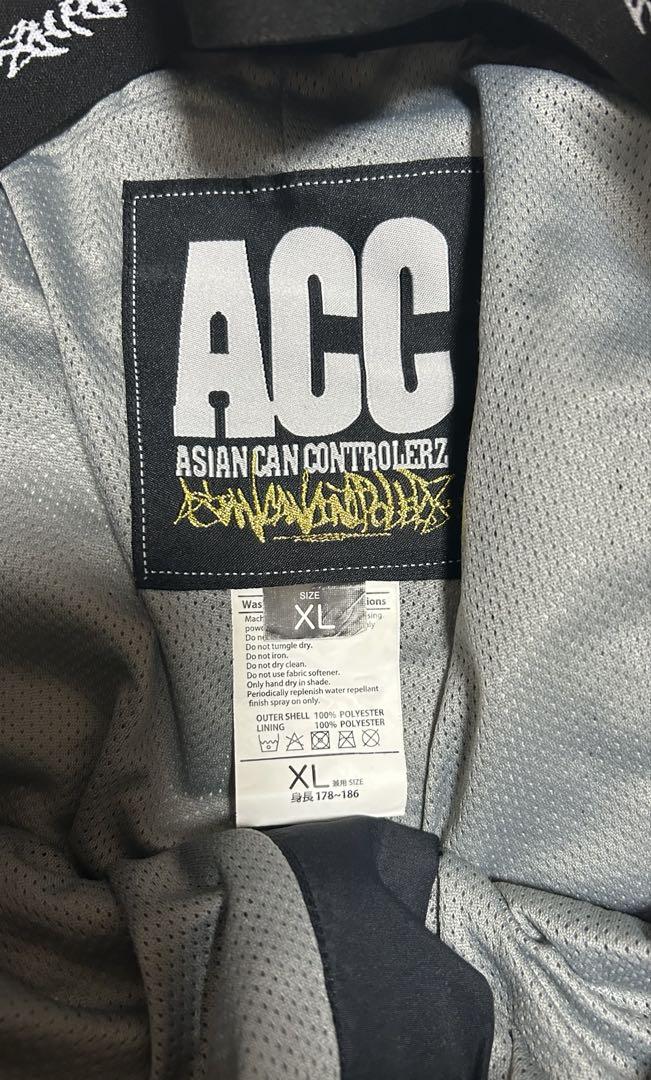 ACC
ASIAN CAN CONTROLERZ
SIZE
XL
Do not tumgle dry.
Do not iron.
Do not dry clean.
Do not use fabric softener.
Only hand dry in shade.
Periodically replenish water repellant
finish spray on only.
OUTER SHELL 100% POLYESTER
LINING 100% POLYESTER
XL 兼用 SIZE
身長 178~186